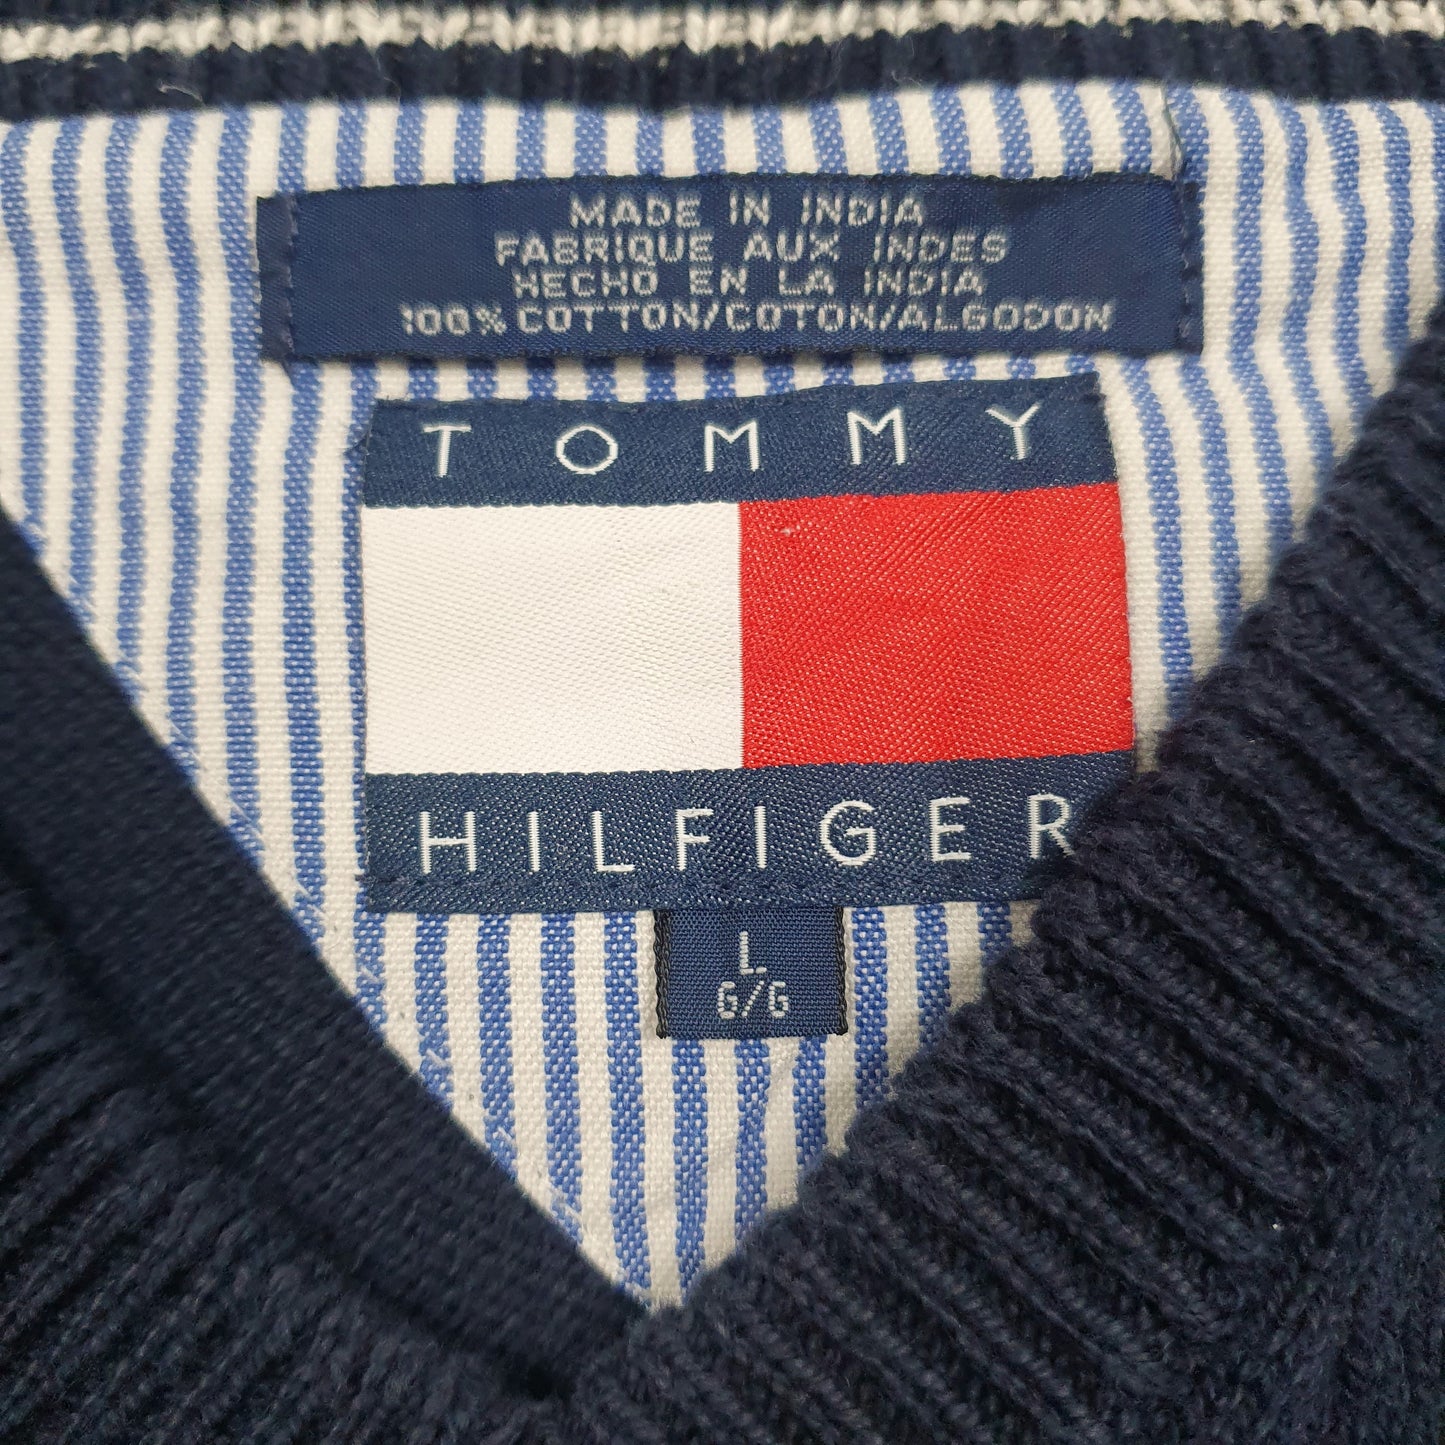 MADE IN INDIA
FABRIQUE AUX INDES
HECHO EN LA INDIA
100% COTTON/COTON/ALGODON
TOMMY
HILFIGER
L
G/G